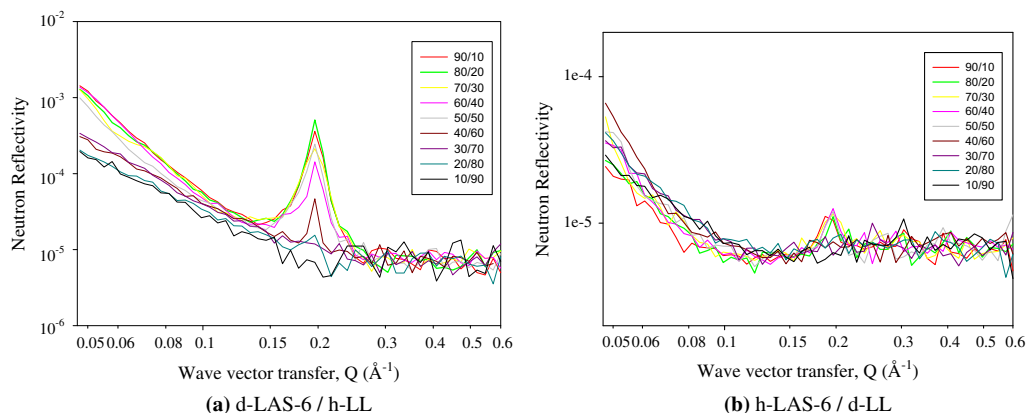 10⁻²
10⁻³
10⁻⁴
10⁻⁵
10⁻⁶
Neutron Reflectivity
90/10
80/20
70/30
60/40
50/50
40/60
30/70
20/80
10/90
0.05 0.06 0.08 0.1 0.15 0.2 0.3 0.4 0.5 0.6
Wave vector transfer, Q (Å⁻¹)
(a) d-LAS-6 / h-LL
1e-4
1e-5
Neutron Reflectivity
90/10
80/20
70/30
60/40
50/50
40/60
30/70
20/80
10/90
0.05 0.06 0.08 0.1 0.15 0.2 0.3 0.4 0.5 0.6
Wave vector transfer, Q (Å⁻¹)
(b) h-LAS-6 / d-LL